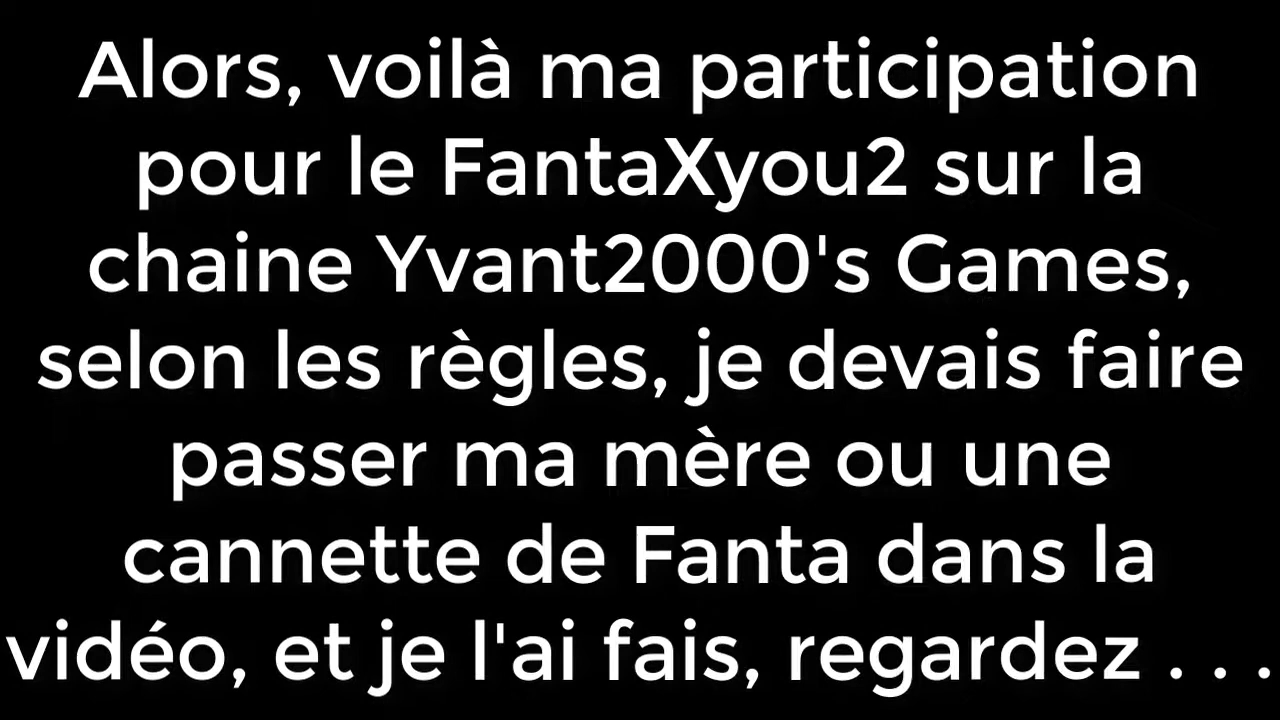 Alors, voilà ma participation
pour le FantaXyou2 sur la
chaine Yvant2000's Games,
selon les règles, je devais faire
passer ma mère ou une
cannette de Fanta dans la
vidéo, et je l'ai fais, regardez . . .